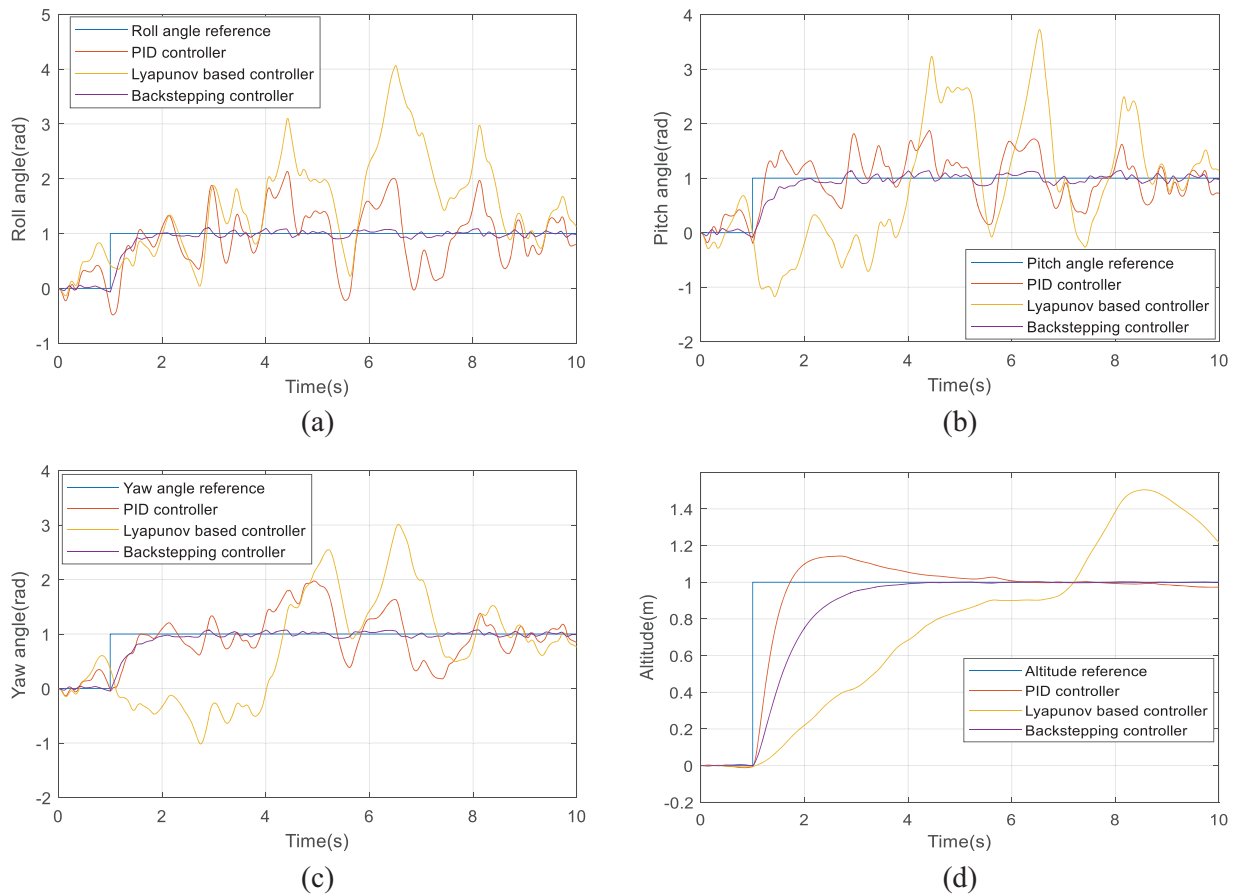 5
4
3
2
1
0
-1
0
2
4
6
8
10
Roll angle(rad)
Time(s)
Roll angle reference
PID controller
Lyapunov based controller
Backstepping controller
(a)
4
3
2
1
0
-1
-2
0
2
4
6
8
10
Pitch angle(rad)
Time(s)
Pitch angle reference
PID controller
Lyapunov based controller
Backstepping controller
(b)
4
3
2
1
0
-1
-2
0
2
4
6
8
10
Yaw angle(rad)
Time(s)
Yaw angle reference
PID controller
Lyapunov based controller
Backstepping controller
(c)
1.4
1.2
1
0.8
0.6
0.4
0.2
0
-0.2
0
2
4
6
8
10
Altitude(m)
Time(s)
Altitude reference
PID controller
Lyapunov based controller
Backstepping controller
(d)